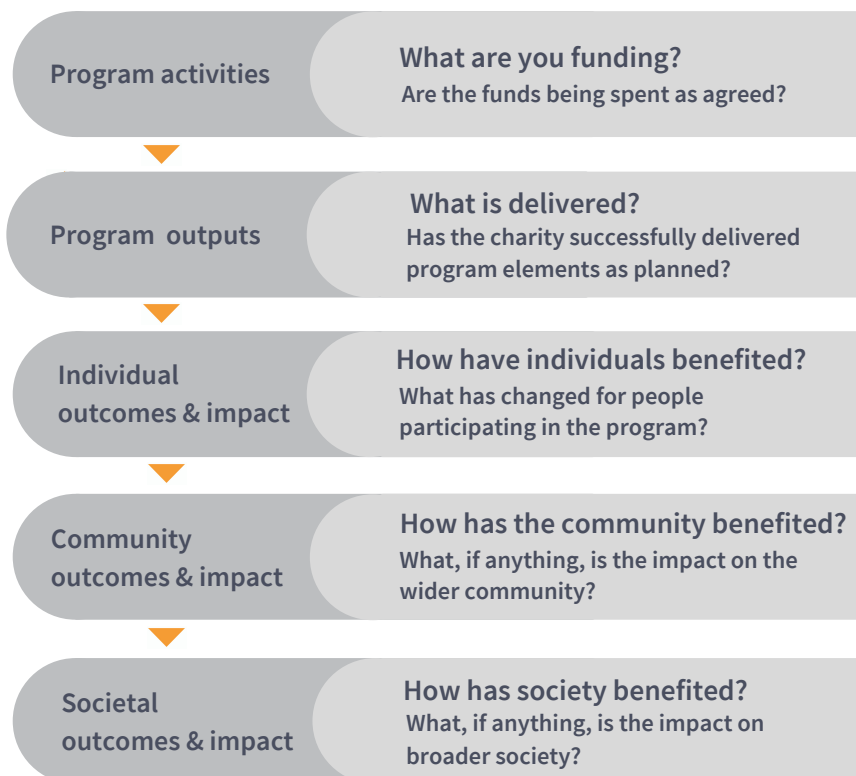 Program activities
What are you funding?
Are the funds being spent as agreed?
Program outputs
What is delivered?
Has the charity successfully delivered
program elements as planned?
Individual
outcomes & impact
How have individuals benefited?
What has changed for people
participating in the program?
Community
outcomes & impact
How has the community benefited?
What, if anything, is the impact on the
wider community?
Societal
outcomes & impact
How has society benefited?
What, if anything, is the impact on
broader society?